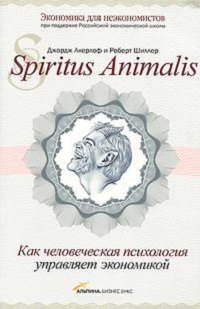 Экономика для неэкономистов
при поддержке Российской экономической школы
S
Джордж Акерлоф и Роберт Шиллер
Spiritus Animalis
Как человеческая психология
управляет экономикой
АЛЬПИНА БИЗНЕС БУКС